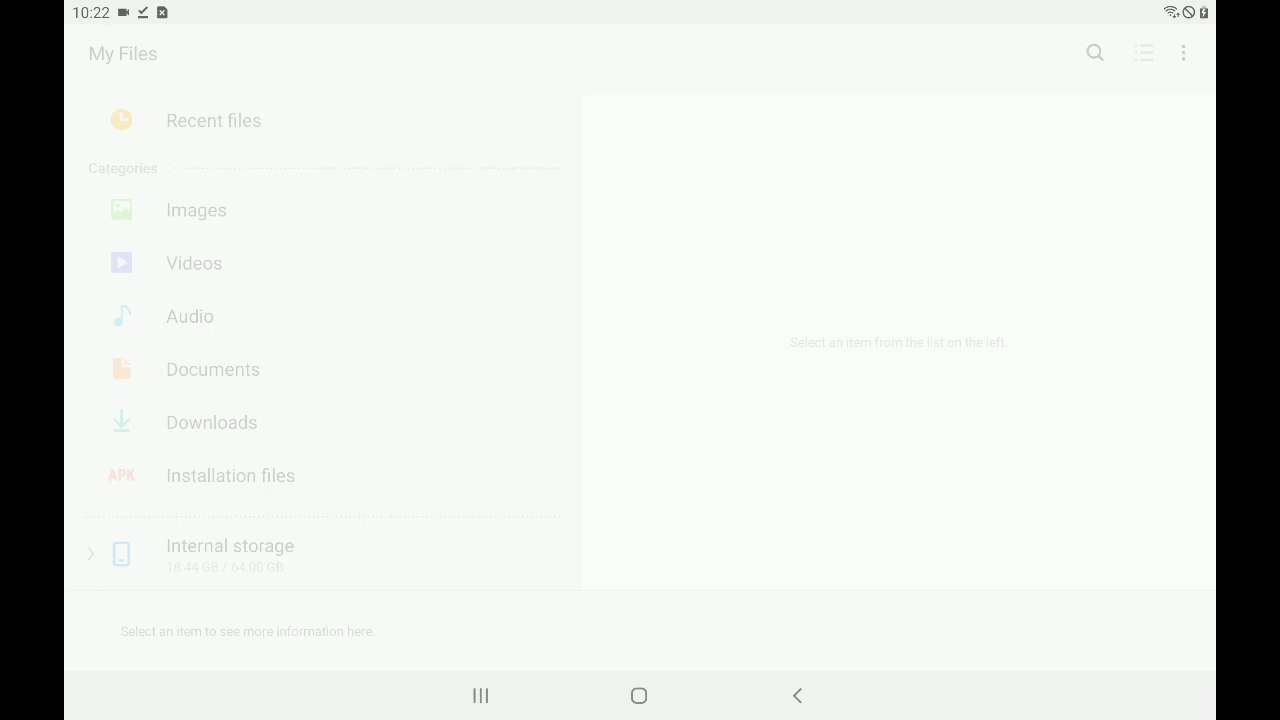 10:22
My Files
Recent files
Categories
Images
Videos
Audio
Documents
Downloads
APK Installation files
Internal storage
18.44 GB / 64.00 GB
Select an item from the list on the left.
Select an item to see more information here.